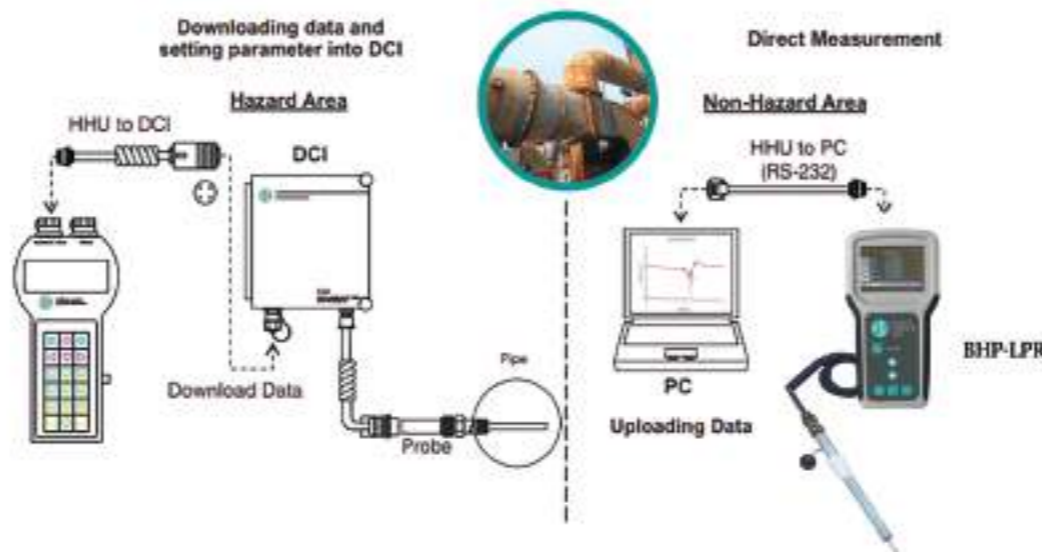 Downloading data and
setting parameter into DCI
Hazard Area
HHU to DCI
DCI
Download Data
Pipe
Probe
Direct Measurement
Non-Hazard Area
HHU to PC
(RS-232)
PC
Uploading Data
BHP-LPR